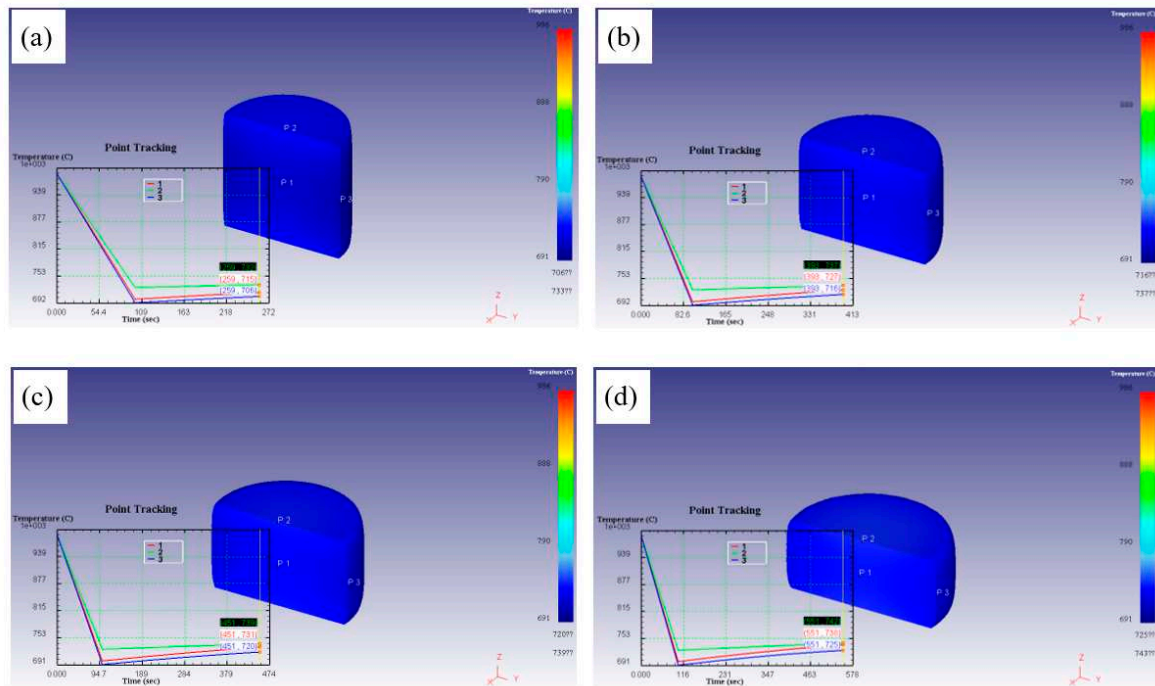 (a)
Temperature (C)
986
888
790
691
706??
733??
P 2
P 1
P 3
Point Tracking
Temperature (C)
1e+003
939
877
815
753
692
1
2
3
(259, 715)
(259, 706)
0.000
54.4
109
163
218
272
Time (sec)
Z
X
Y
(b)
Temperature (C)
986
888
790
691
716??
737??
P 2
P 1
P 3
Point Tracking
Temperature (C)
1e+003
939
877
815
753
692
1
2
3
(393, 727)
(393, 716)
0.000
82.6
165
248
331
413
Time (sec)
Z
X
Y
(c)
Temperature (C)
986
888
790
691
720??
739??
P 2
P 1
P 3
Point Tracking
Temperature (C)
1e+003
939
877
815
753
691
1
2
3
(451, 731)
(451, 720)
0.000
94.7
189
284
379
474
Time (sec)
Z
X
Y
(d)
Temperature (C)
986
888
790
691
725??
743??
P 2
P 1
P 3
Point Tracking
Temperature (C)
1e+003
939
877
815
753
691
1
2
3
(551, 725)
0.000
116
231
347
463
578
Time (sec)
Z
X
Y